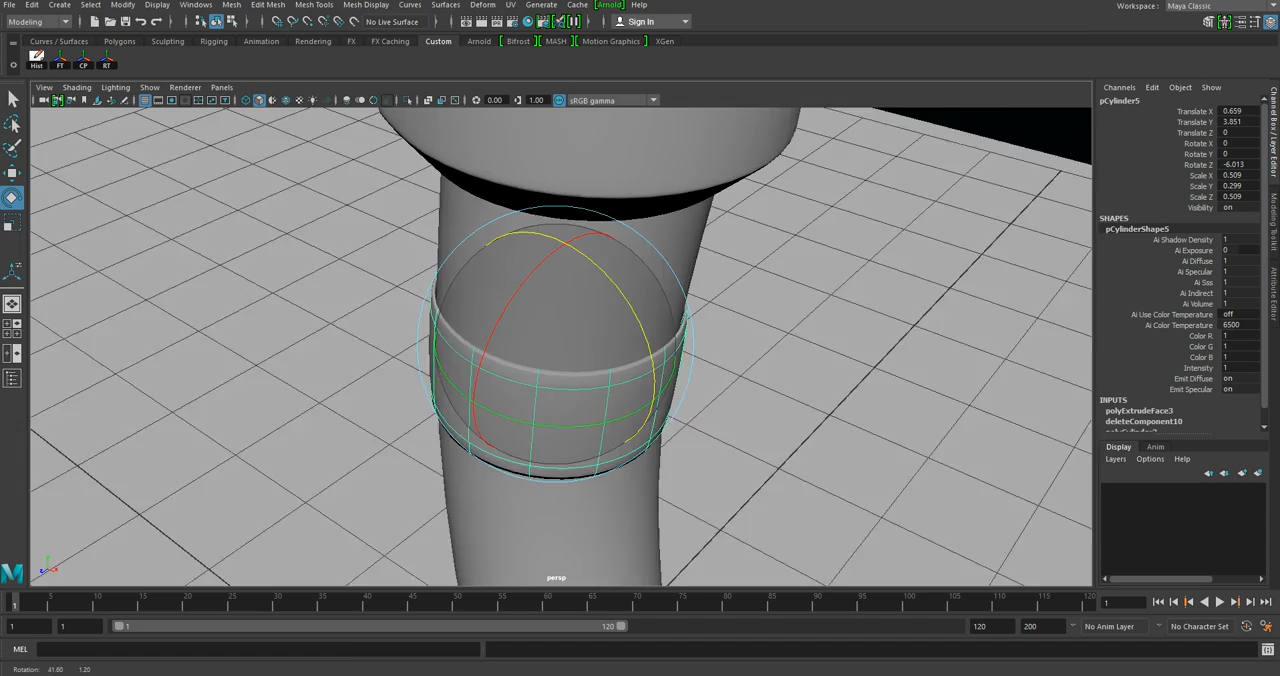 File Edit Create Select Modify Display Windows Mesh Edit Mesh Mesh Tools Mesh Display Curves Surfaces Deform UV Generate Cache [Arnold] Workspace : Maya Classic
Modeling No Live Surface Sign In
Curves / Surfaces Polygons Sculpting Rigging Animation Rendering FX FX Caching Custom Arnold Bifrost MASH Motion Graphics XGen
Hist FT CP RT
View Shading Lighting Show Renderer Panels
0.00 1.00 sRGB gamma
Channels Edit Object Show
pCylinder5
Translate X 0.659
Translate Y 3.851
Translate Z 0
Rotate X 0
Rotate Y 0
Rotate Z -6.013
Scale X 0.509
Scale Y 0.299
Scale Z 0.509
Visibility on
SHAPES
pCylinderShape5
Ai Shadow Density 1
Ai Exposure 0
Ai Diffuse 1
Ai Specular 1
Ai Sss 1
Ai Indirect 1
Ai Volume 1
Ai Use Color Temperature off
Ai Color Temperature 6500
Color R 1
Color G 1
Color B 1
Intensity 1
Emit Diffuse on
Emit Specular on
INPUTS
polyExtrudeFace3
deleteComponent10
Display Anim
Layers Options Help
Channel Box / Layer Editor
Modeling Toolkit
Attribute Editor
persp
1 5 10 15 20 25 30 35 40 45 50 55 60 65 70 75 80 85 90 95 100 105 110 115 120 1
1 1 1 120 120 200 No Anim Layer No Character Set
MEL
Rotation: 41.60 1.20